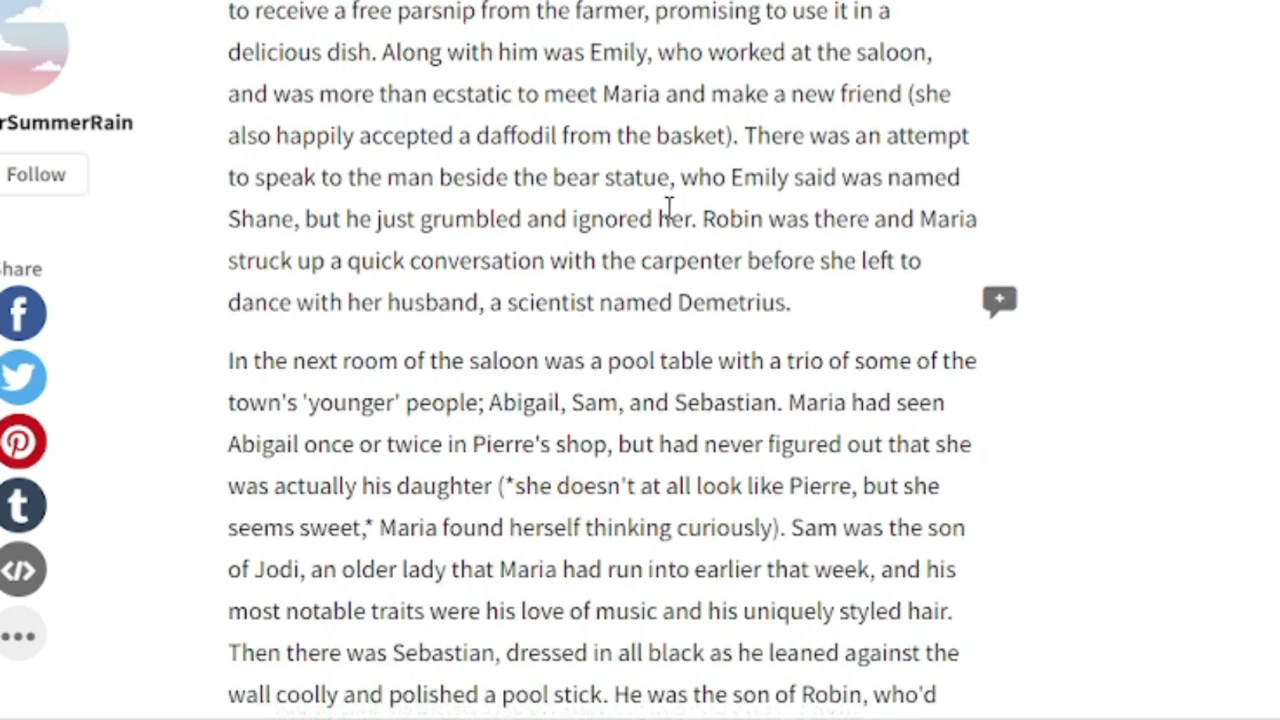 to receive a free parsnip from the farmer, promising to use it in a
delicious dish. Along with him was Emily, who worked at the saloon,
and was more than ecstatic to meet Maria and make a new friend (she
also happily accepted a daffodil from the basket). There was an attempt
to speak to the man beside the bear statue, who Emily said was named
Shane, but he just grumbled and ignored her. Robin was there and Maria
struck up a quick conversation with the carpenter before she left to
dance with her husband, a scientist named Demetrius.
In the next room of the saloon was a pool table with a trio of some of the
town's 'younger' people; Abigail, Sam, and Sebastian. Maria had seen
Abigail once or twice in Pierre's shop, but had never figured out that she
was actually his daughter (*she doesn't at all look like Pierre, but she
seems sweet,* Maria found herself thinking curiously). Sam was the son
of Jodi, an older lady that Maria had run into earlier that week, and his
most notable traits were his love of music and his uniquely styled hair.
Then there was Sebastian, dressed in all black as he leaned against the
wall coolly and polished a pool stick. He was the son of Robin, who'd
rSummerRain
Follow
Share
f
t